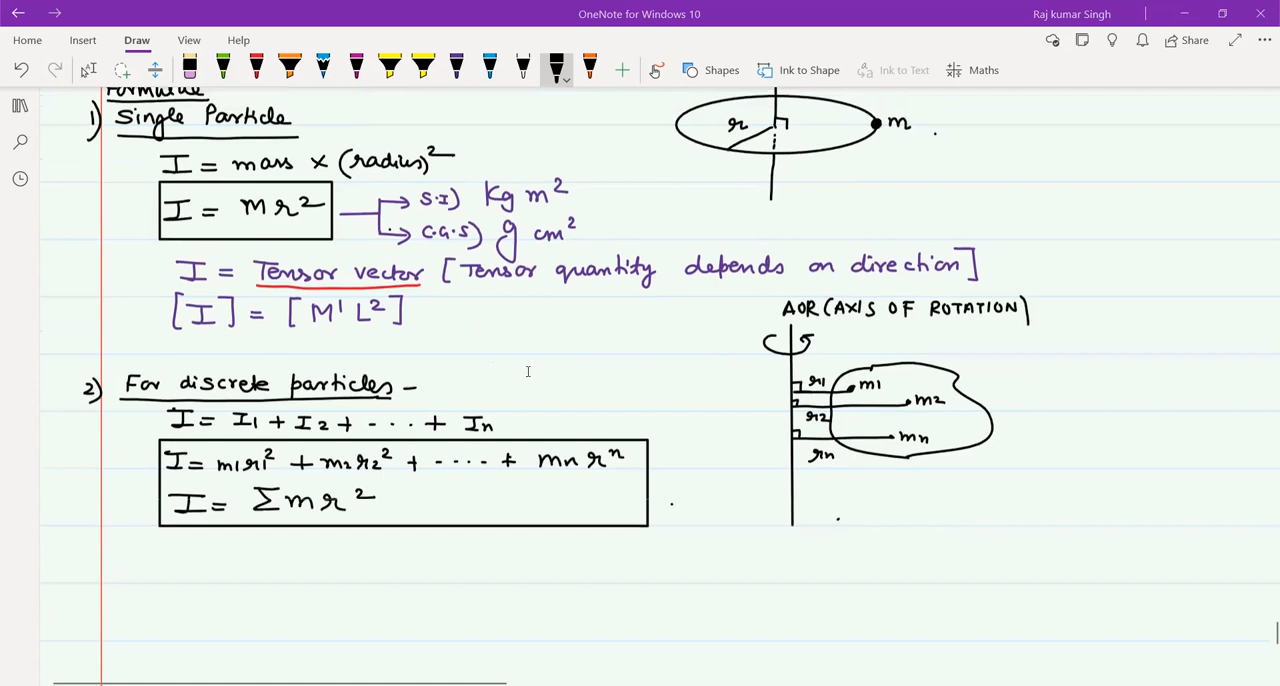 OneNote for Windows 10
Raj kumar Singh
Home Insert Draw View Help
Share
Shapes Ink to Shape Ink to Text Maths
Formulae
1) Single Particle
I = mass × (radius)²
I = mr²
S.I) Kg m²
C.G.S) g cm²
r
m
I = Tensor vector [Tensor quantity depends on direction]
[I] = [M¹ L²]
AOR (AXIS OF ROTATION)
2) For discrete particles -
I = I1 + I2 + ... + In
I = m1r1² + m2r2² + .... + mn rⁿ
I = Σmr²
r1 m1
r2 m2
rn mn